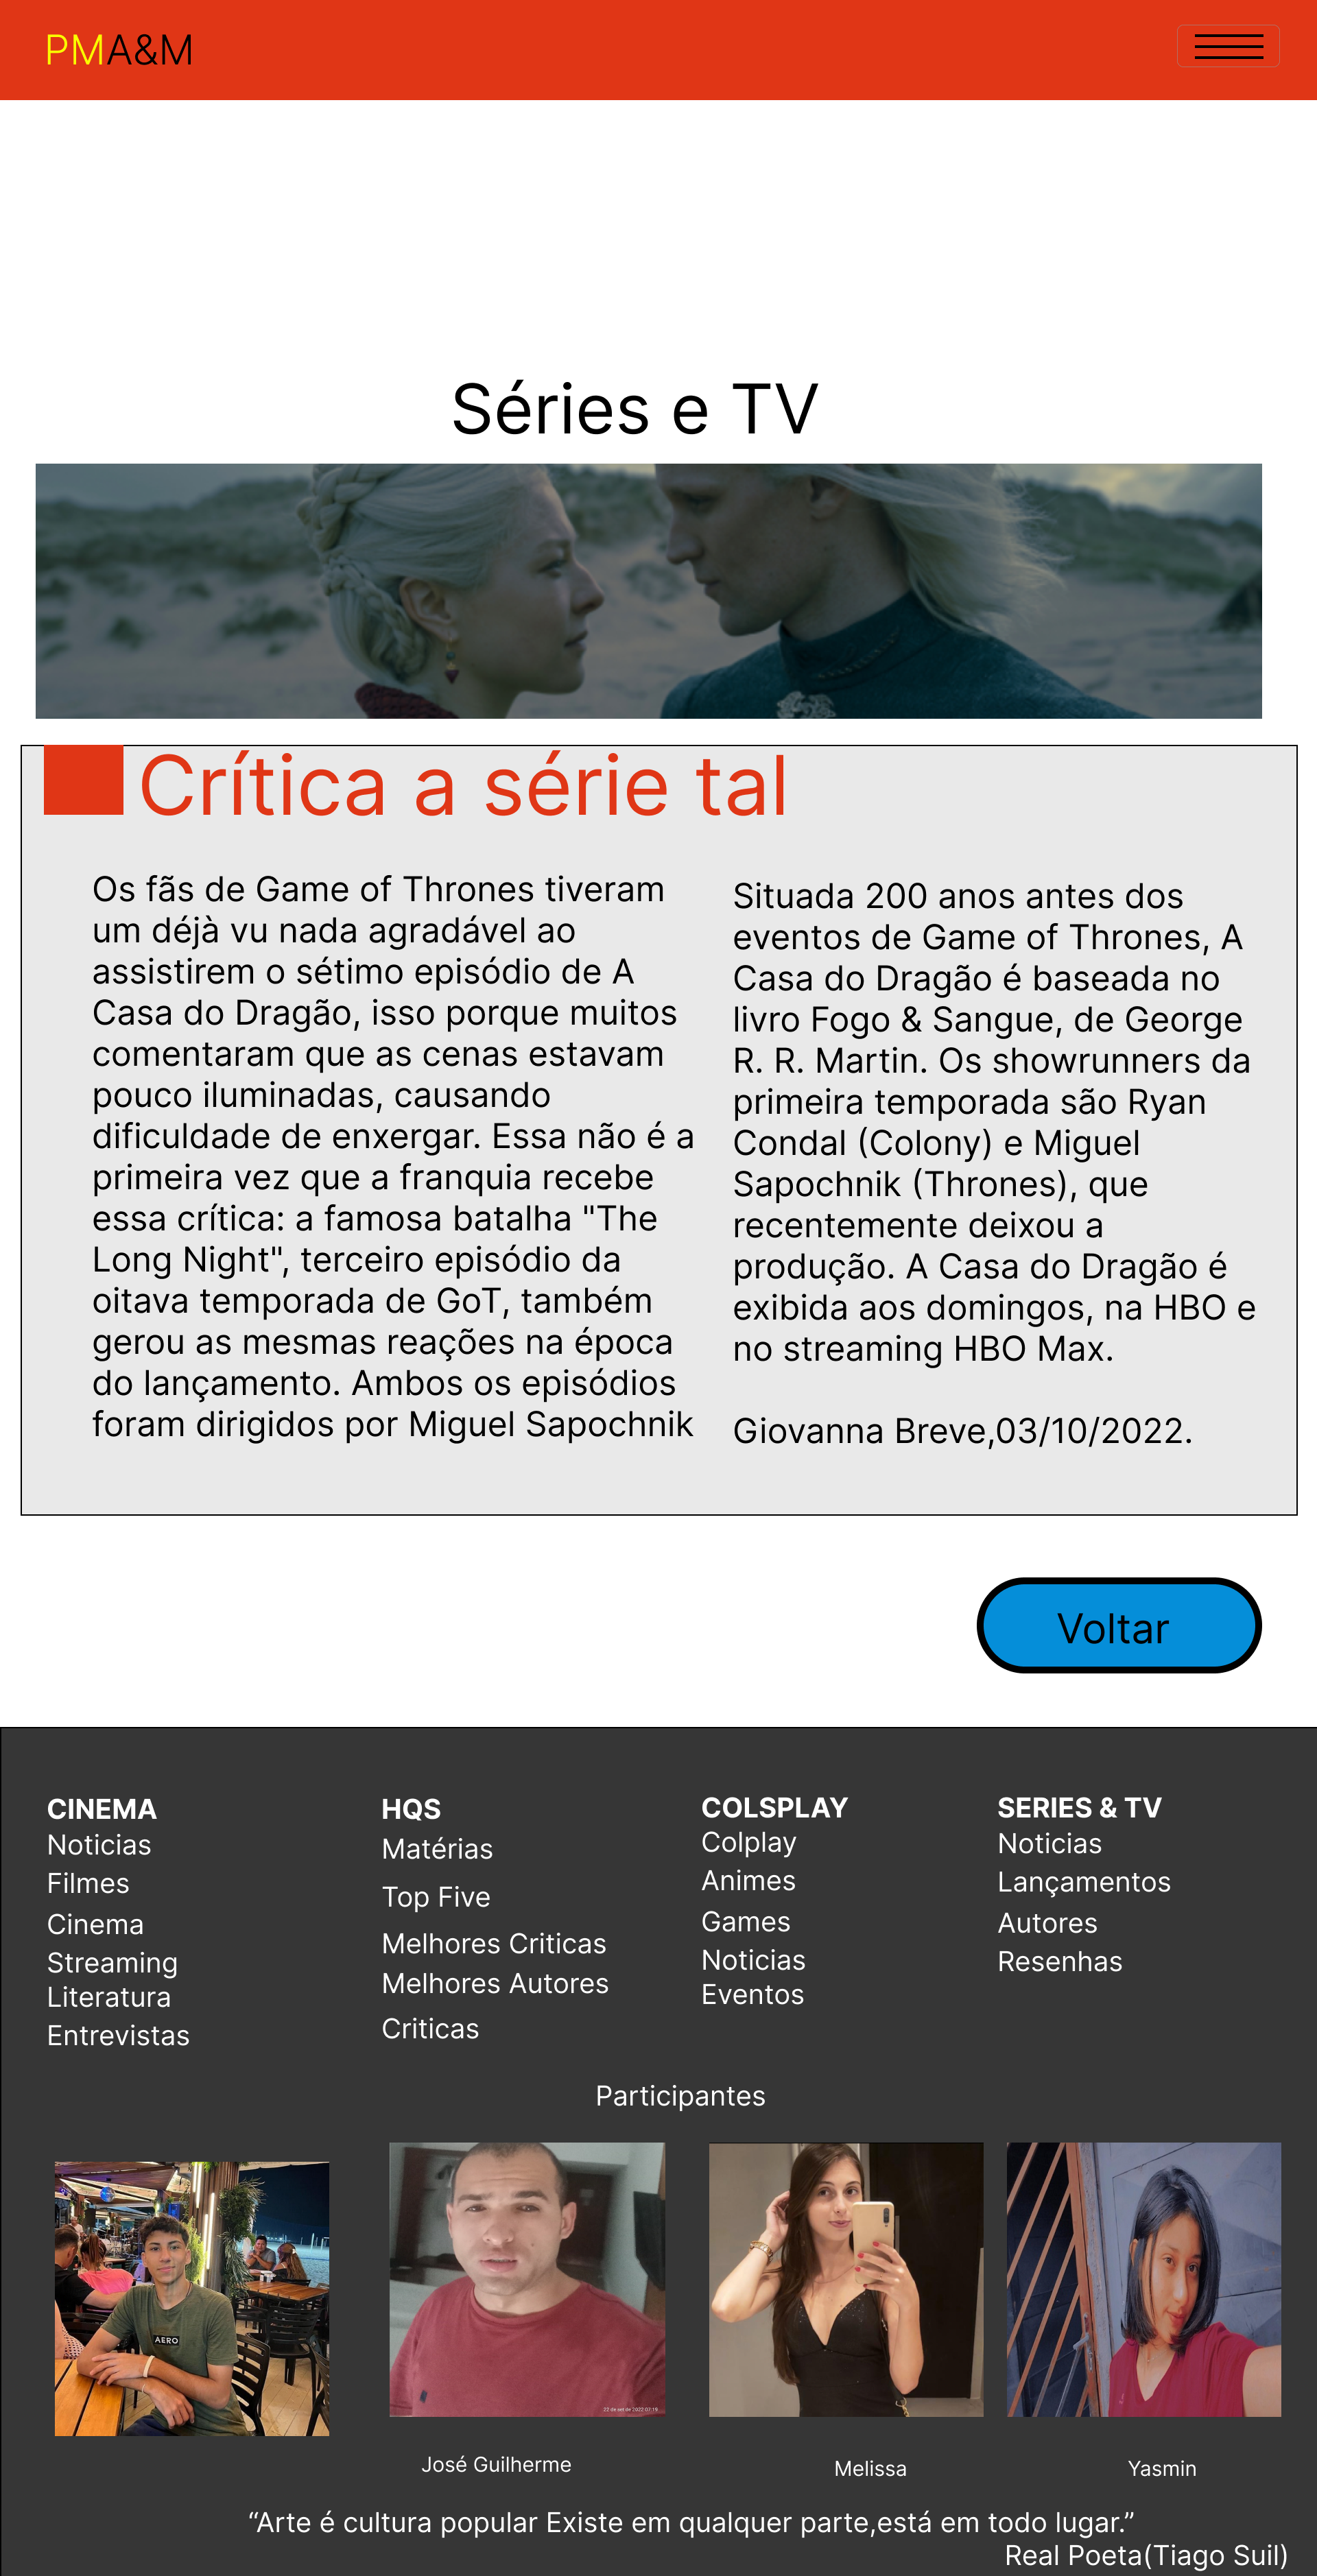 PMA&M
Séries e TV
Crítica a série tal
Os fãs de Game of Thrones tiveram
um déjà vu nada agradável ao
assistirem o sétimo episódio de A
Casa do Dragão, isso porque muitos
comentaram que as cenas estavam
pouco iluminadas, causando
dificuldade de enxergar. Essa não é a
primeira vez que a franquia recebe
essa crítica: a famosa batalha "The
Long Night", terceiro episódio da
oitava temporada de GoT, também
gerou as mesmas reações na época
do lançamento. Ambos os episódios
foram dirigidos por Miguel Sapochnik
Situada 200 anos antes dos
eventos de Game of Thrones, A
Casa do Dragão é baseada no
livro Fogo & Sangue, de George
R. R. Martin. Os showrunners da
primeira temporada são Ryan
Condal (Colony) e Miguel
Sapochnik (Thrones), que
recentemente deixou a
produção. A Casa do Dragão é
exibida aos domingos, na HBO e
no streaming HBO Max.
Giovanna Breve,03/10/2022.
Voltar
CINEMA
Noticias
Filmes
Cinema
Streaming
Literatura
Entrevistas
HQS
Matérias
Top Five
Melhores Criticas
Melhores Autores
Criticas
COLSPLAY
Colplay
Animes
Games
Noticias
Eventos
SERIES & TV
Noticias
Lançamentos
Autores
Resenhas
Participantes
AERO
22 de set de 2022 07:19
José Guilherme
Melissa
Yasmin
“Arte é cultura popular Existe em qualquer parte,está em todo lugar.”
Real Poeta(Tiago Suil)